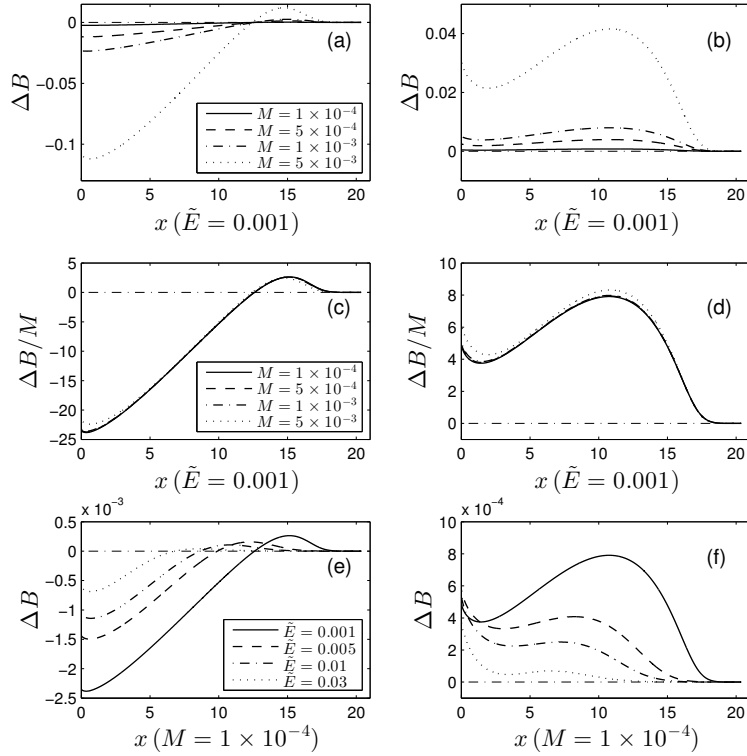 0
−0.05
−0.1
ΔB
(a)
M = 1 × 10⁻⁴
M = 5 × 10⁻⁴
M = 1 × 10⁻³
M = 5 × 10⁻³
0 5 10 15 20
x (Ẽ = 0.001)
0.04
0.02
0
ΔB
(b)
0 5 10 15 20
x (Ẽ = 0.001)
5
0
−5
−10
−15
−20
−25
ΔB/M
(c)
M = 1 × 10⁻⁴
M = 5 × 10⁻⁴
M = 1 × 10⁻³
M = 5 × 10⁻³
0 5 10 15 20
x (Ẽ = 0.001)
10
8
6
4
2
0
ΔB/M
(d)
0 5 10 15 20
x (Ẽ = 0.001)
x 10⁻³
0.5
0
−0.5
−1
−1.5
−2
−2.5
ΔB
(e)
Ẽ = 0.001
Ẽ = 0.005
Ẽ = 0.01
Ẽ = 0.03
0 5 10 15 20
x (M = 1 × 10⁻⁴)
x 10⁻⁴
10
8
6
4
2
0
ΔB
(f)
0 5 10 15 20
x (M = 1 × 10⁻⁴)